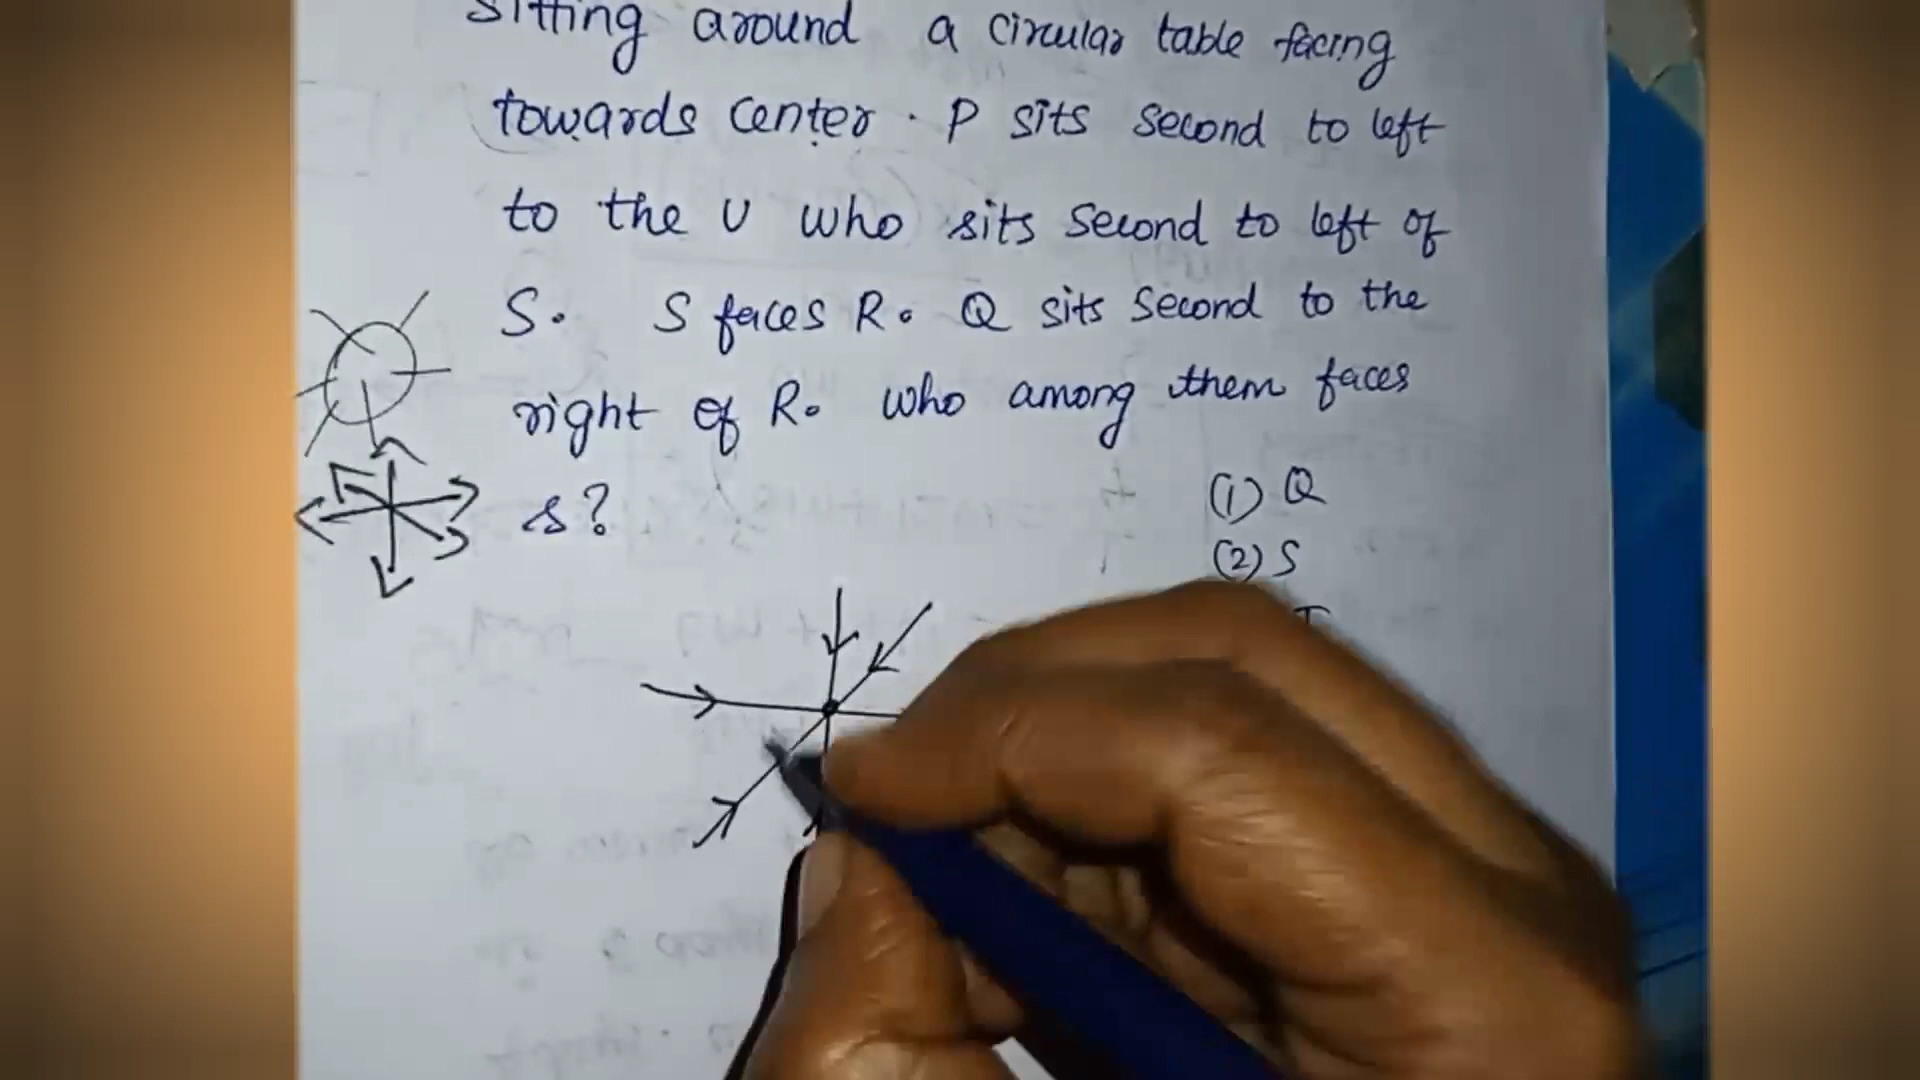 sitting around a circular table facing
towards center. P sits second to left
to the U who sits second to left of
S. S faces R. Q sits second to the
right of R. who among them faces
s?
(1) Q
(2) S